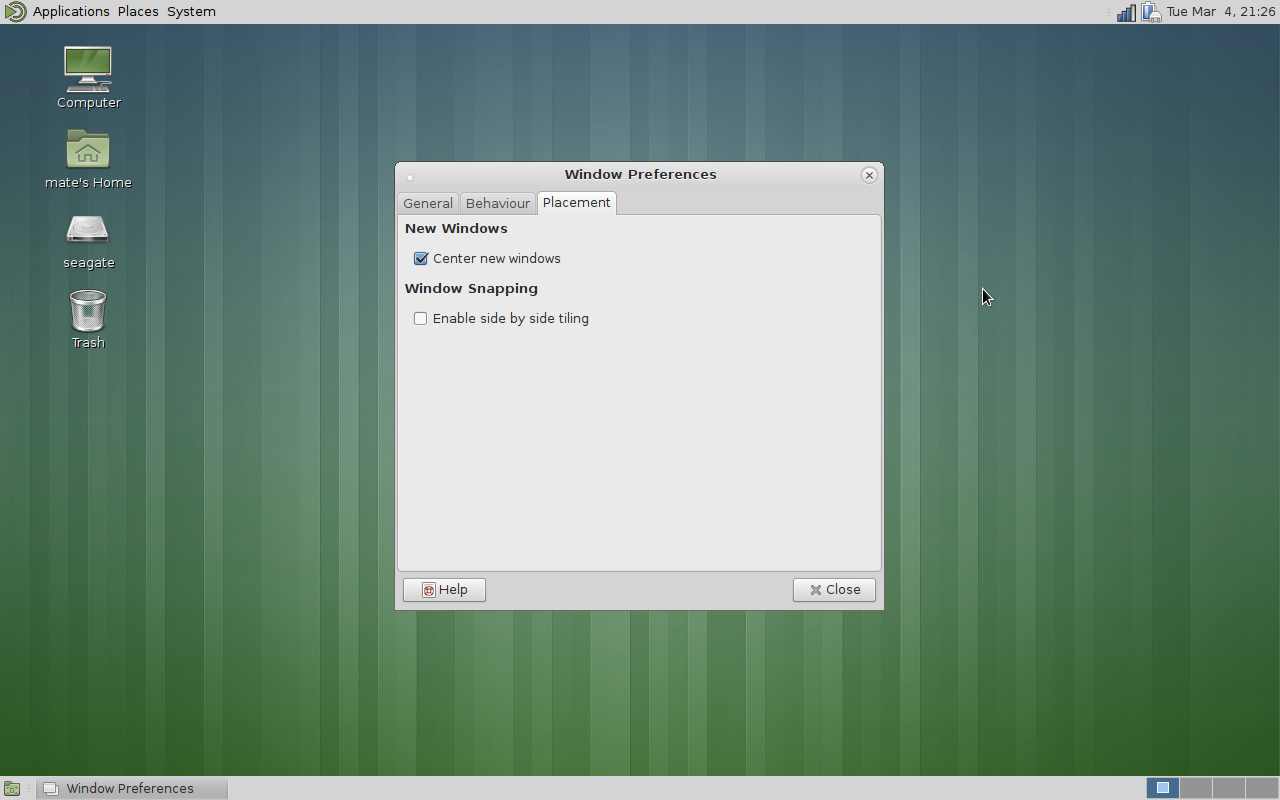 Applications Places System
Tue Mar  4, 21:26
Computer
mate's Home
seagate
Trash
Window Preferences
General Behaviour Placement
New Windows
Center new windows
Window Snapping
Enable side by side tiling
Help Close
Window Preferences